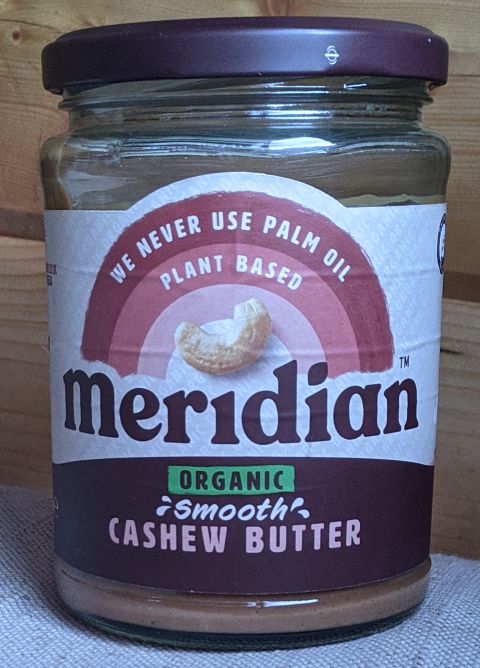 WE NEVER USE PALM OIL
PLANT BASED
meridian™
ORGANIC
smooth
CASHEW BUTTER